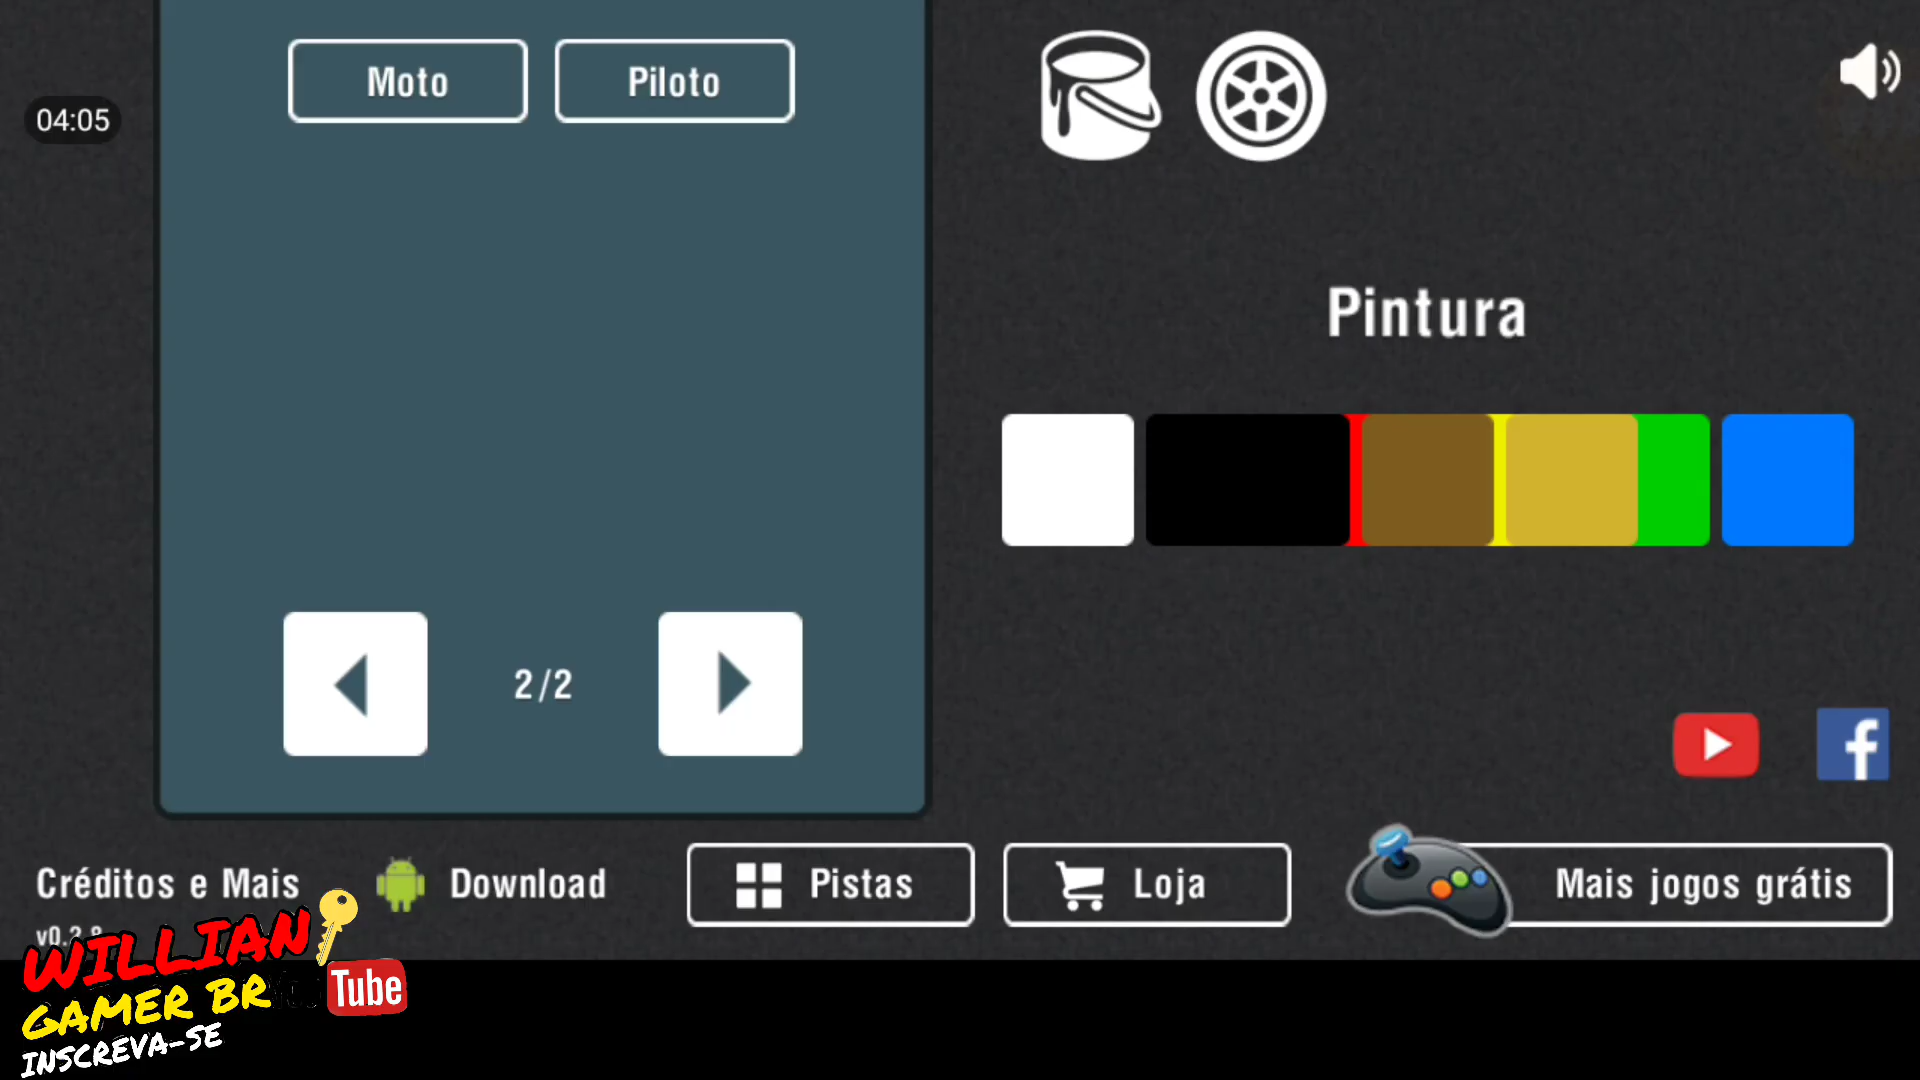 Moto
Piloto
04:05
Pintura
2/2
Créditos e Mais
Download
Pistas
Loja
Mais jogos grátis
WILLIAN
GAMER BR
Tube
INSCREVA-SE